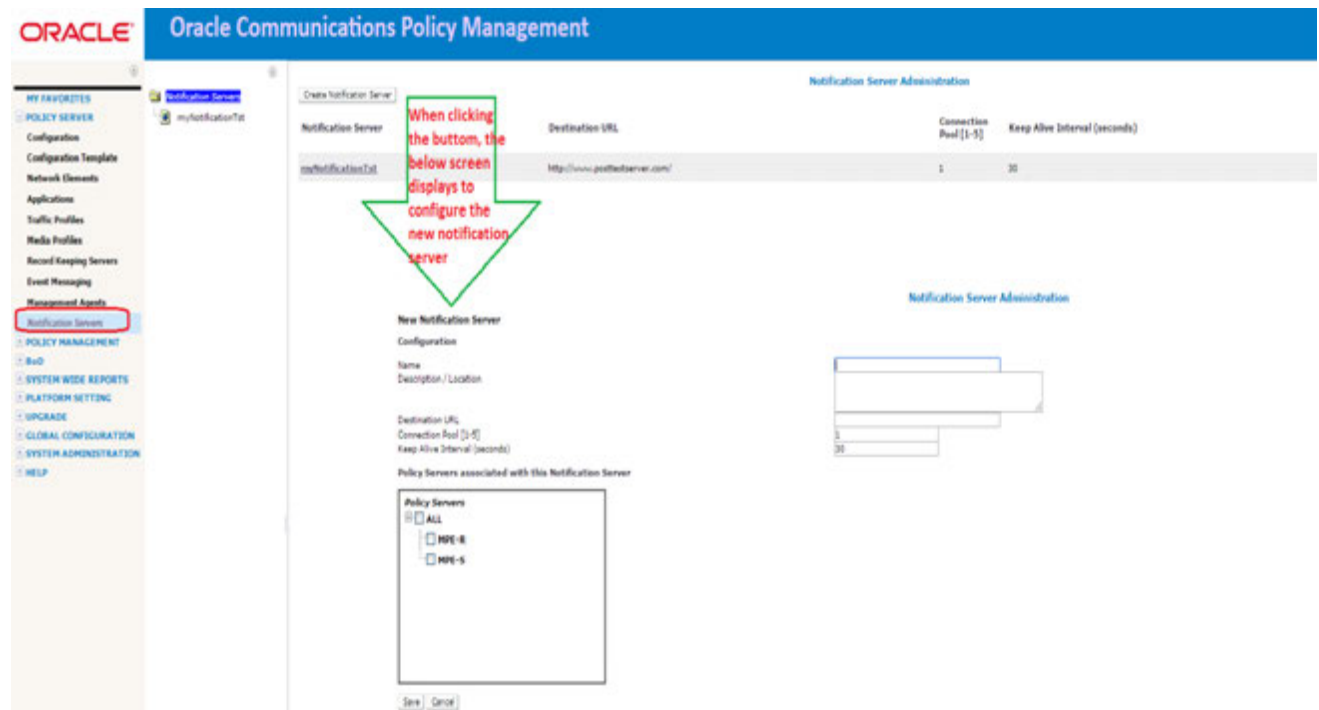 ORACLE
Oracle Communications Policy Management
MY FAVORITES
POLICY SERVER
Configuration
Configuration Template
Network Elements
Applications
Traffic Profiles
Media Profiles
Record Keeping Servers
Event Messaging
Management Agents
Notification Servers
POLICY MANAGEMENT
BoD
SYSTEM WIDE REPORTS
PLATFORM SETTING
UPGRADE
GLOBAL CONFIGURATION
SYSTEM ADMINISTRATION
HELP
Notification Servers
myNotificationTst
Notification Server Administration
Create Notification Server
Notification Server
Destination URL
Connection
Pool [1-5]
Keep Alive Interval (seconds)
myNotificationTst
http://www.posttestserver.com/
1
30
When clicking
the buttom, the
below screen
displays to
configure the
new notification
server
Notification Server Administration
New Notification Server
Configuration
Name
Description / Location
Destination URL
Connection Pool [1-5]
1
Keep Alive Interval (seconds)
30
Policy Servers associated with this Notification Server
Policy Servers
ALL
MPE-R
MPE-S
Save
Cancel